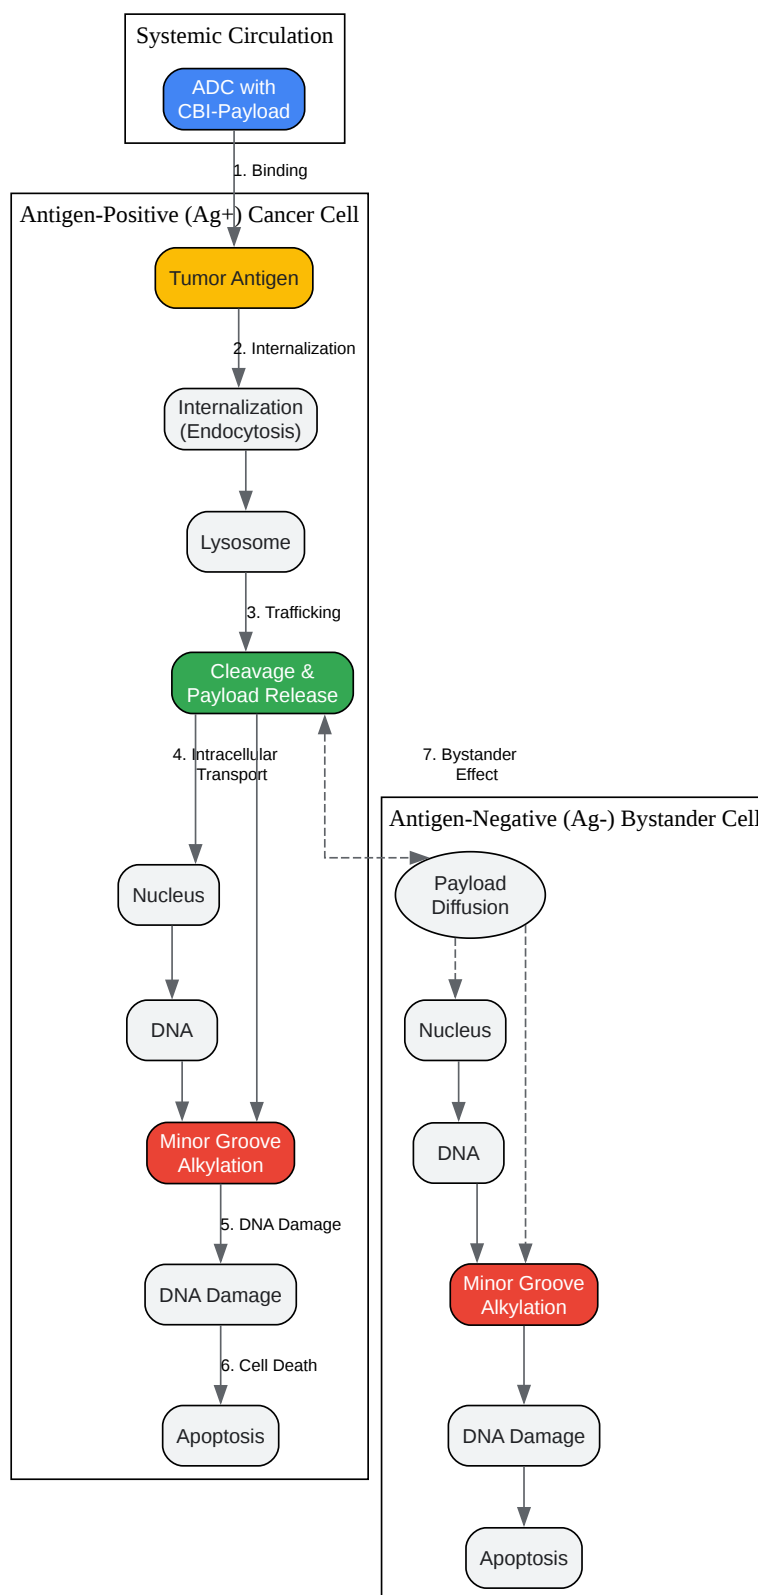 Systemic Circulation
ADC with
CBI-Payload
1. Binding
Antigen-Positive (Ag+) Cancer Cell
Tumor Antigen
2. Internalization
Internalization
(Endocytosis)
Lysosome
3. Trafficking
Cleavage &
Payload Release
4. Intracellular
Transport
7. Bystander
Effect
Antigen-Negative (Ag-) Bystander Cell
Payload
Diffusion
Nucleus
Nucleus
DNA
DNA
Minor Groove
Alkylation
5. DNA Damage
Minor Groove
Alkylation
DNA Damage
6. Cell Death
Apoptosis
DNA Damage
Apoptosis